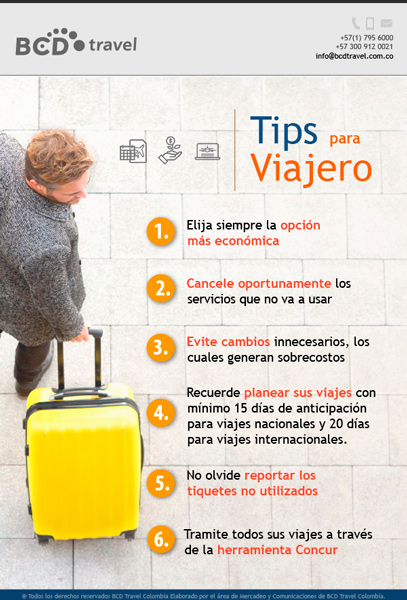 BCD travel
+57(1) 795 6000
+57 300 912 0021
info@bcdtravel.com.co
Tips para
Viajero
1. Elija siempre la opción
más económica
2. Cancele oportunamente los
servicios que no va a usar
3. Evite cambios innecesarios, los
cuales generan sobrecostos
4. Recuerde planear sus viajes con
mínimo 15 días de anticipación
para viajes nacionales y 20 días
para viajes internacionales.
5. No olvide reportar los
tiquetes no utilizados
6. Tramite todos sus viajes a través
de la herramienta Concur
® Todos los derechos reservados BCD Travel Colombia Elaborado por el área de Mercadeo y Comunicaciones de BCD Travel Colombia.